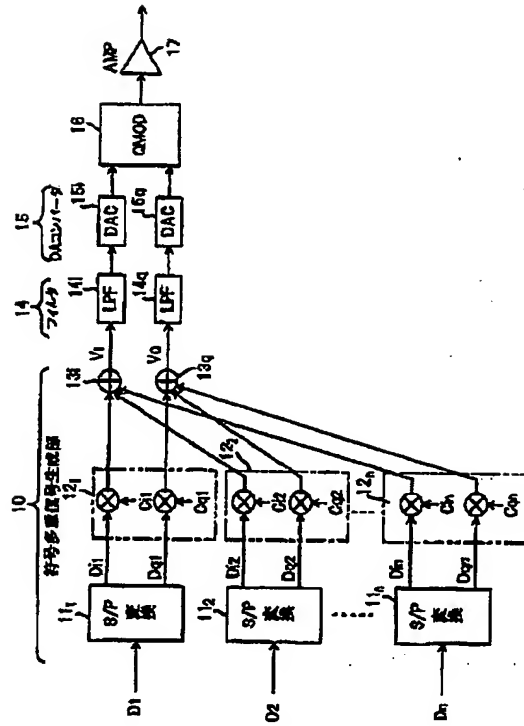 10
符号多重信号生成部
14
フィルタ
15
DAコンバータ
D1
11₁
S/P
変換
Di1
Dq1
12₁
Ci1
Cq1
13i
VI
14i
LPF
15i
DAC
13q
VQ
14q
LPF
15q
DAC
16
QMOD
AMP
17
D2
11₂
S/P
変換
Di2
Dq2
12₂
Ci2
Cq2
Dn
11n
S/P
変換
Din
Dqn
12n
Cin
Cqn